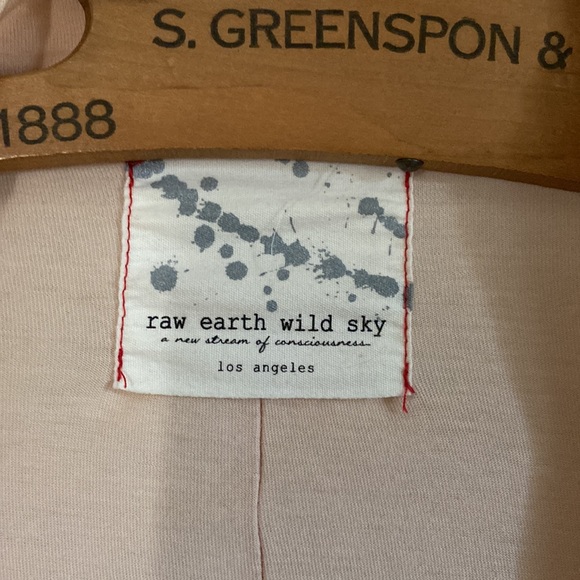 S. GREENSPON &
1888
raw earth wild sky
a new stream of consciousness
los angeles